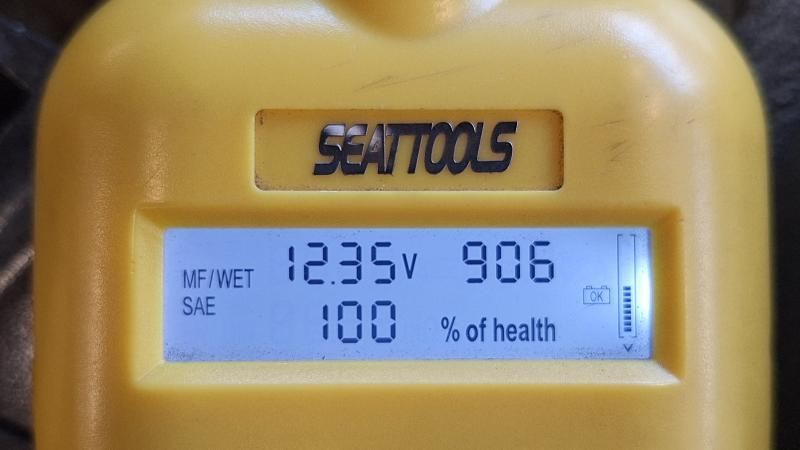 SEATTOOLS
MF/WET 12.35V 906
SAE
OK
100 % of health